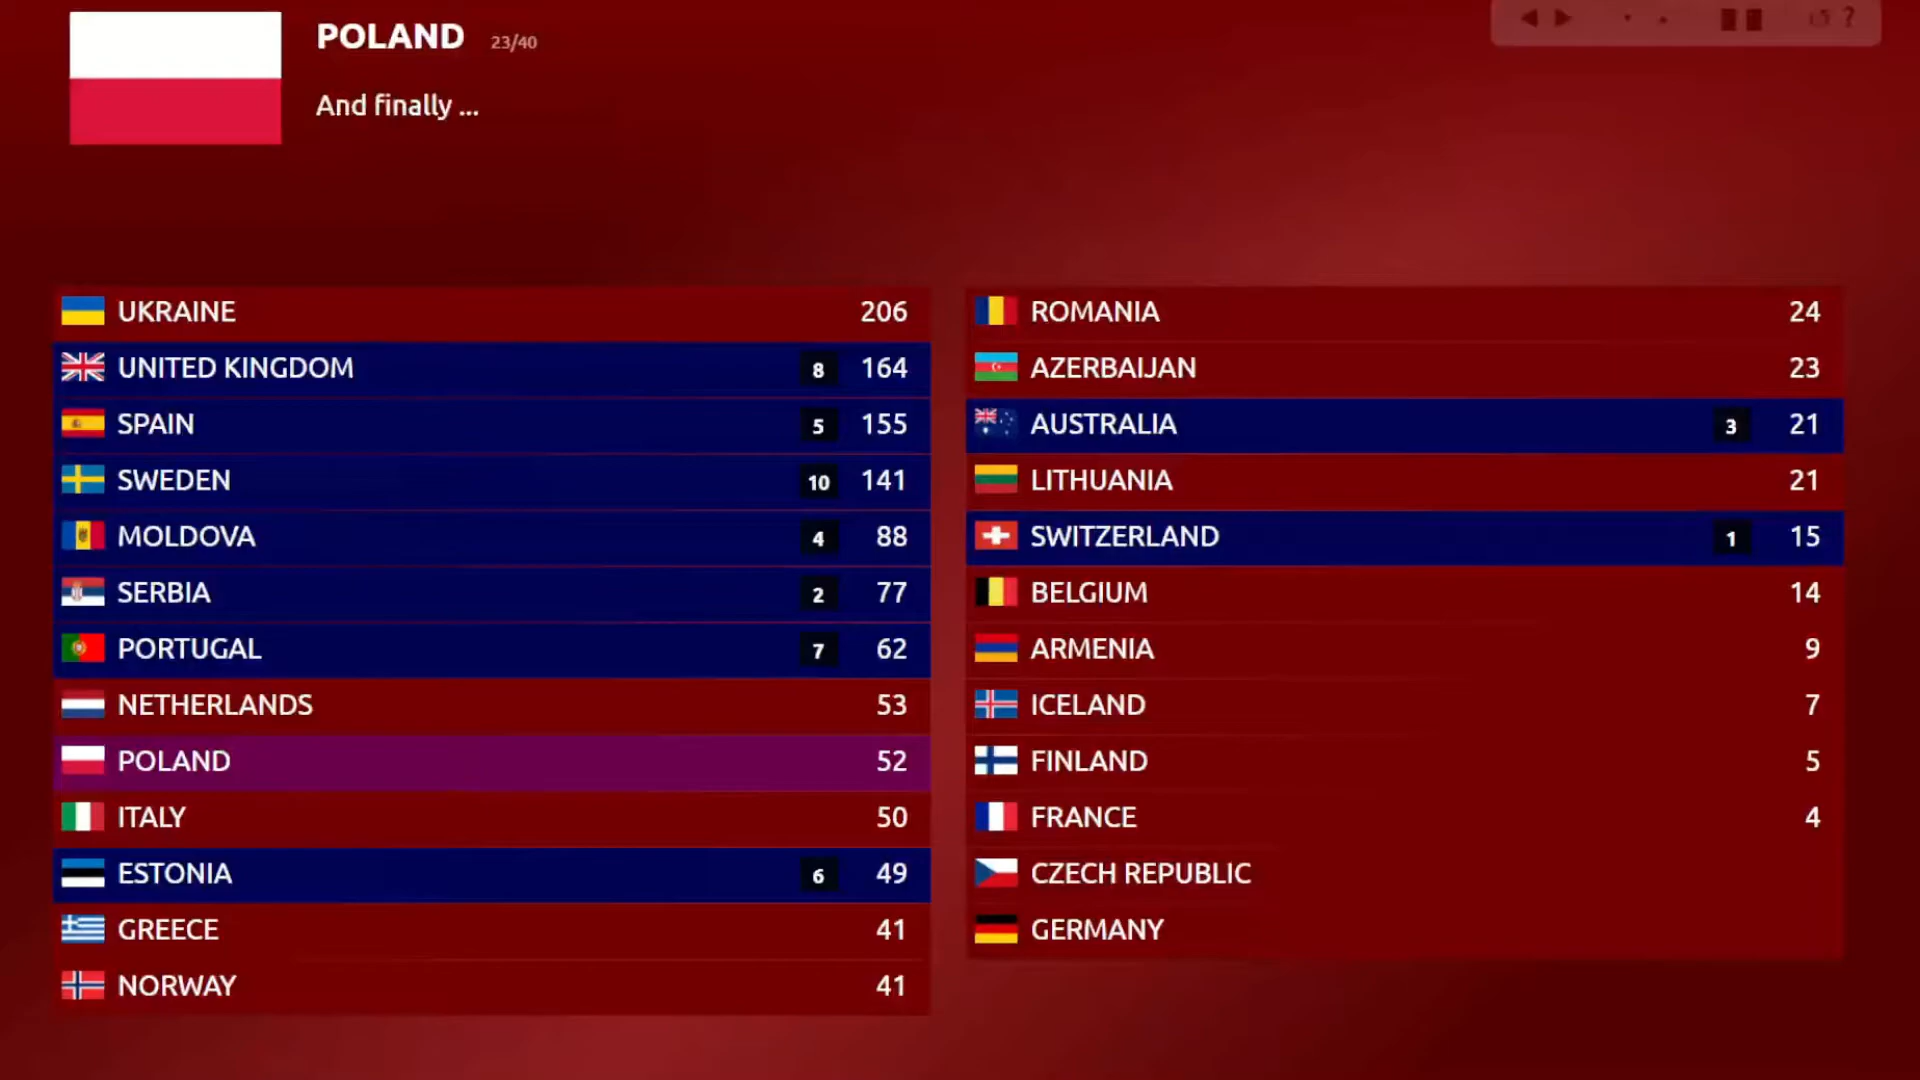 POLAND 23/40
And finally ...
UKRAINE 206
UNITED KINGDOM 8 164
SPAIN 5 155
SWEDEN 10 141
MOLDOVA 4 88
SERBIA 2 77
PORTUGAL 7 62
NETHERLANDS 53
POLAND 52
ITALY 50
ESTONIA 6 49
GREECE 41
NORWAY 41
ROMANIA 24
AZERBAIJAN 23
AUSTRALIA 3 21
LITHUANIA 21
SWITZERLAND 1 15
BELGIUM 14
ARMENIA 9
ICELAND 7
FINLAND 5
FRANCE 4
CZECH REPUBLIC
GERMANY